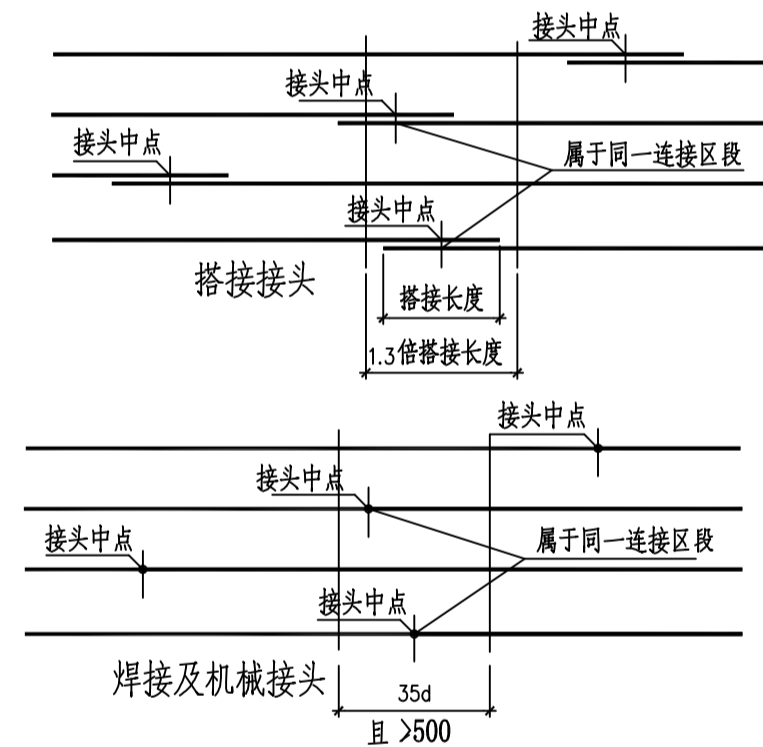 接头中点
接头中点
接头中点
属于同一连接区段
接头中点
搭接接头
搭接长度
1.3倍搭接长度
接头中点
接头中点
接头中点
属于同一连接区段
接头中点
焊接及机械接头
35d
且 >500